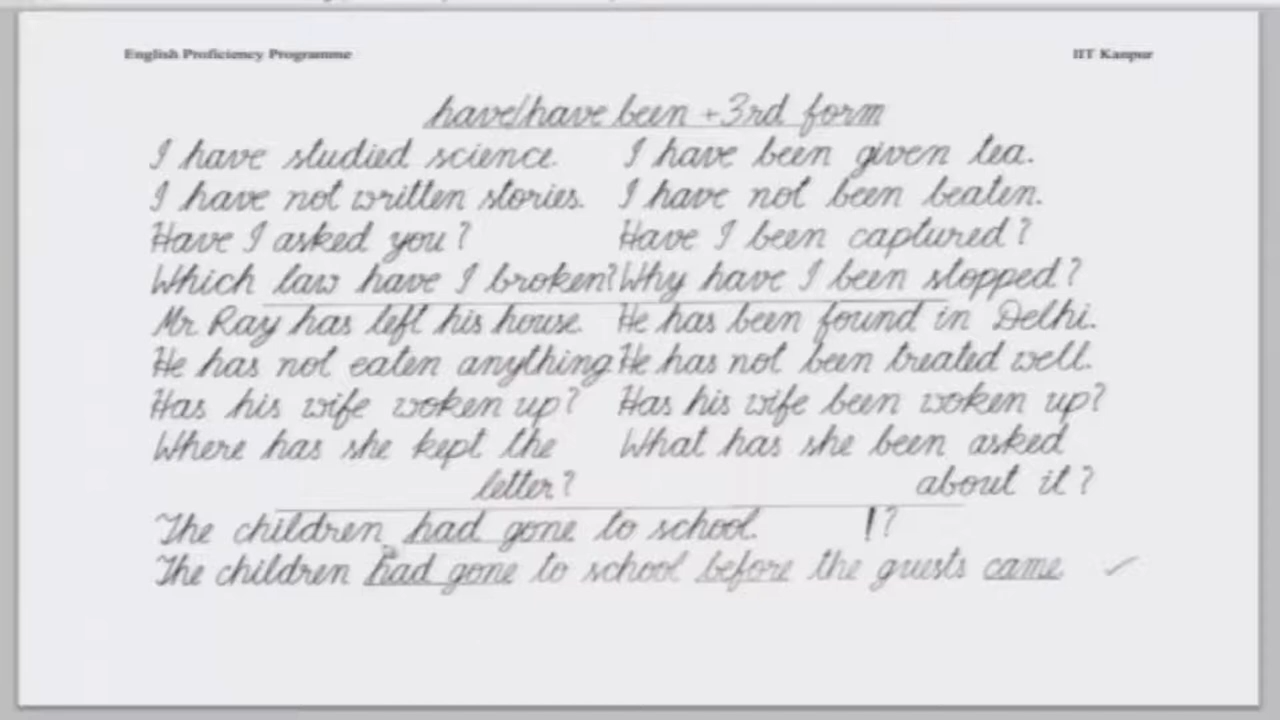 English Proficiency Programme IIT Kanpur
have/have been + 3rd form
I have studied science. I have been given tea.
I have not written stories. I have not been beaten.
Have I asked you? Have I been captured?
Which law have I broken? Why have I been stopped?
Mr. Ray has left his house. He has been found in Delhi.
He has not eaten anything. He has not been treated well.
Has his wife woken up? Has his wife been woken up?
Where has she kept the What has she been asked
letter? about it?
The children had gone to school. !?
The children had gone to school before the guests came ✓